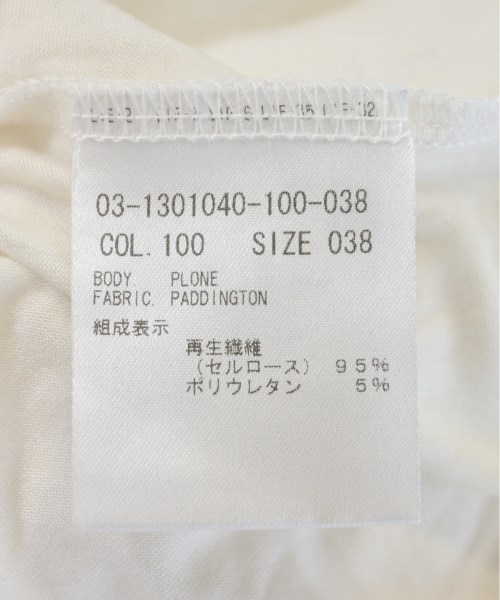 03-1301040-100-038
COL. 100 SIZE 038
BODY. PLONE
FABRIC. PADDINGTON
組成表示
再生繊維
(セルロース) 95%
ポリウレタン 5%